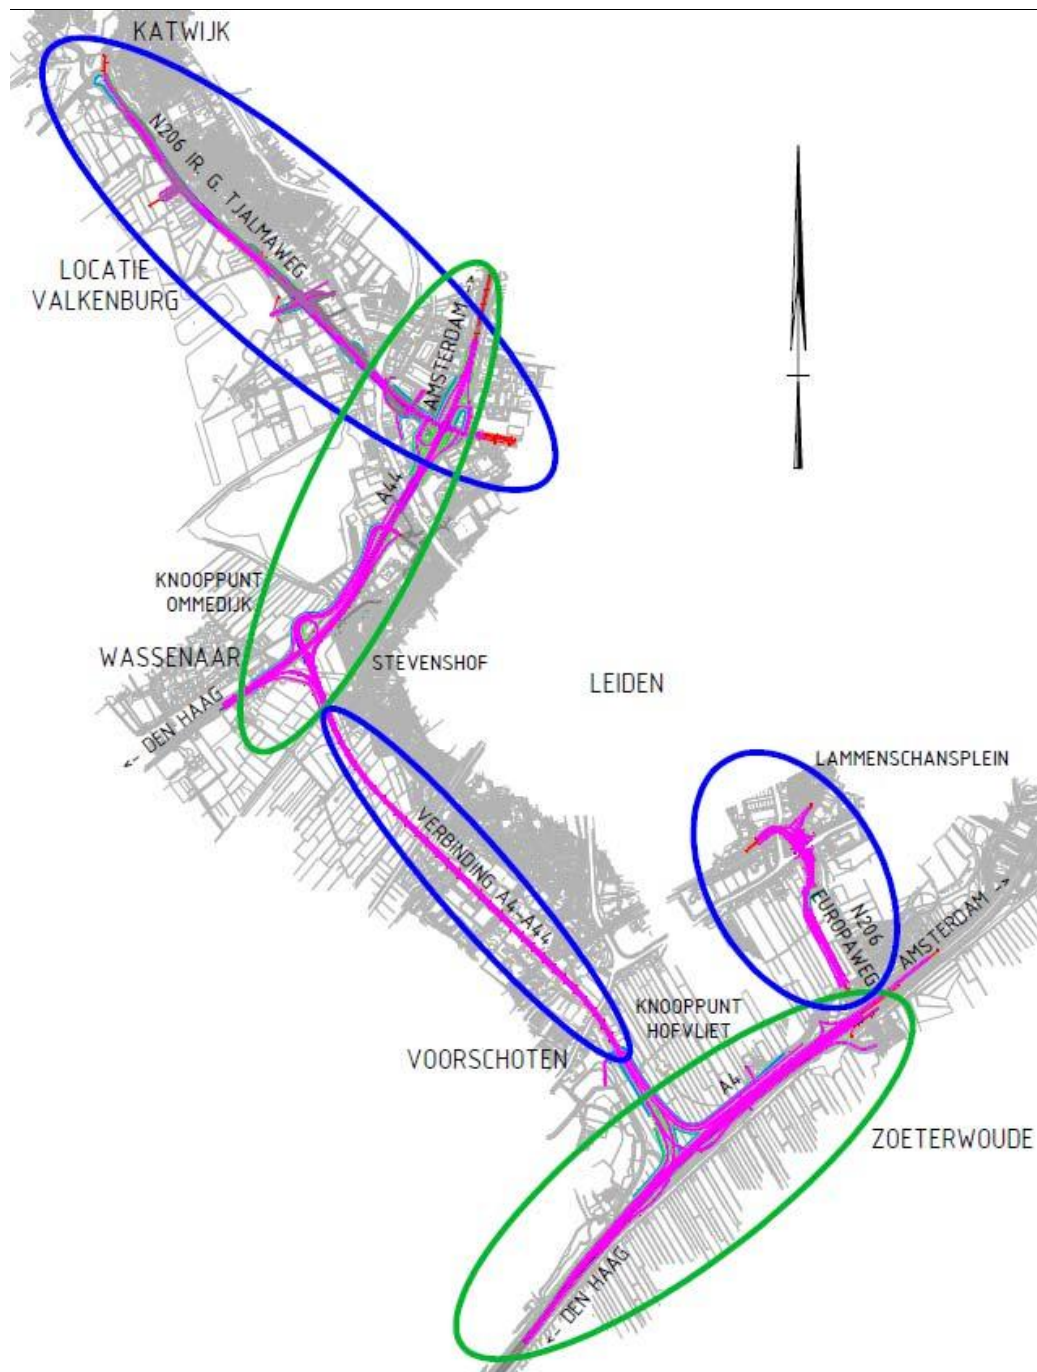 KATWIJK
N206 IR. G. TJALMAWEG
LOCATIE
VALKENBURG
AMSTERDAM ->
A44
KNOOPPUNT
OMMEDIJK
WASSENAAR
STEVENSHOF
<- DEN HAAG
LEIDEN
LAMMENSCHANSPLEIN
VERBINDING A4-A44
N206
EUROPAWEG
AMSTERDAM ->
KNOOPPUNT
HOFVLIET
VOORSCHOTEN
A4
ZOETERWOUDE
<- DEN HAAG